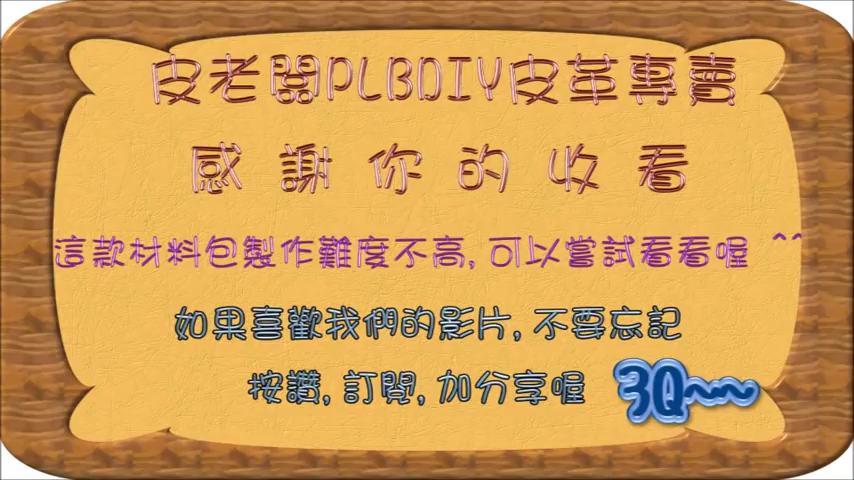 皮老闆PLBDIY皮革專賣
感謝你的收看
這款材料包製作難度不高,可以嘗試看看喔 ^^
如果喜歡我們的影片,不要忘記
按讚,訂閱,加分享喔 3Q~~